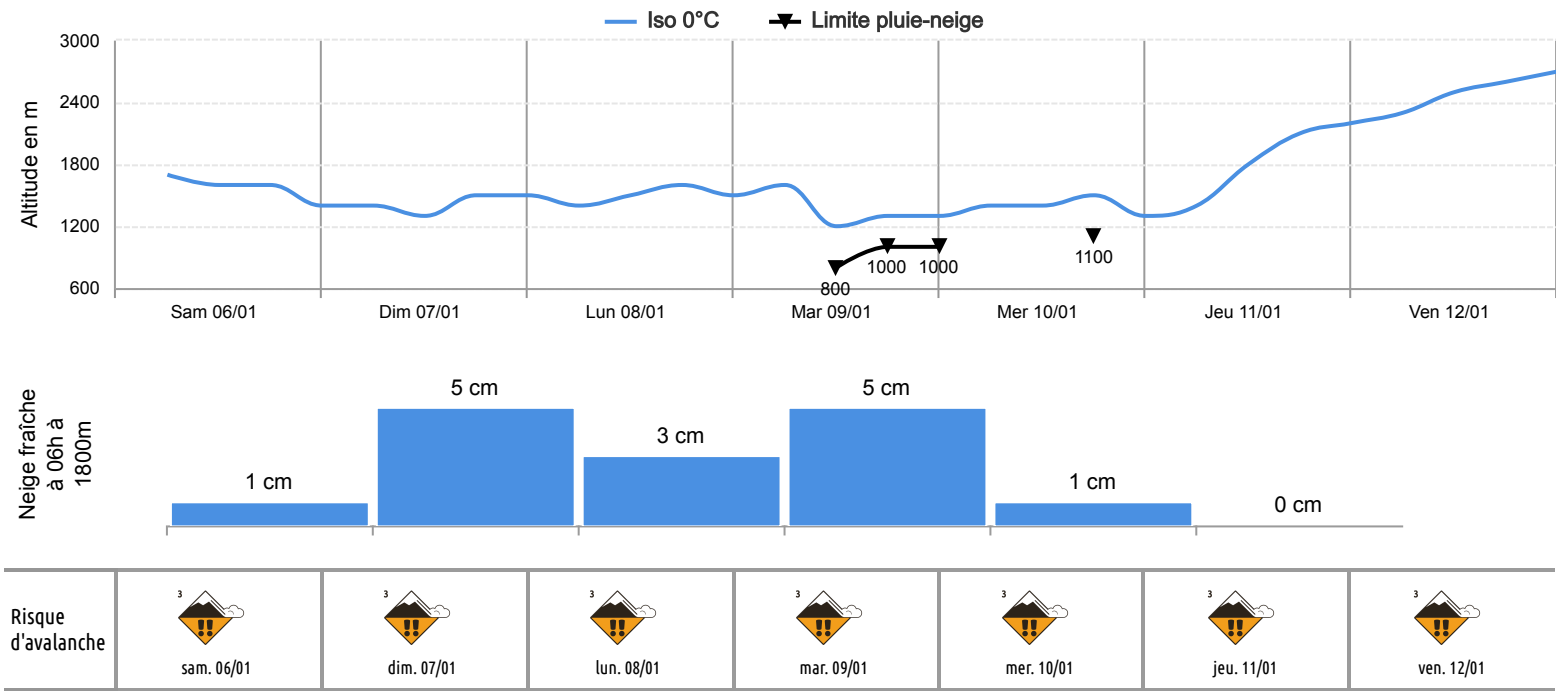 Iso 0°C
Limite pluie-neige
Altitude en m
3000
2400
1800
1200
600
800
1000
1000
1100
Sam 06/01
Dim 07/01
Lun 08/01
Mar 09/01
Mer 10/01
Jeu 11/01
Ven 12/01
Neige fraîche
à 06h à
1800m
1 cm
5 cm
3 cm
5 cm
1 cm
0 cm
Risque
d'avalanche
3
!!
sam. 06/01
3
!!
dim. 07/01
3
!!
lun. 08/01
3
!!
mar. 09/01
3
!!
mer. 10/01
3
!!
jeu. 11/01
3
!!
ven. 12/01